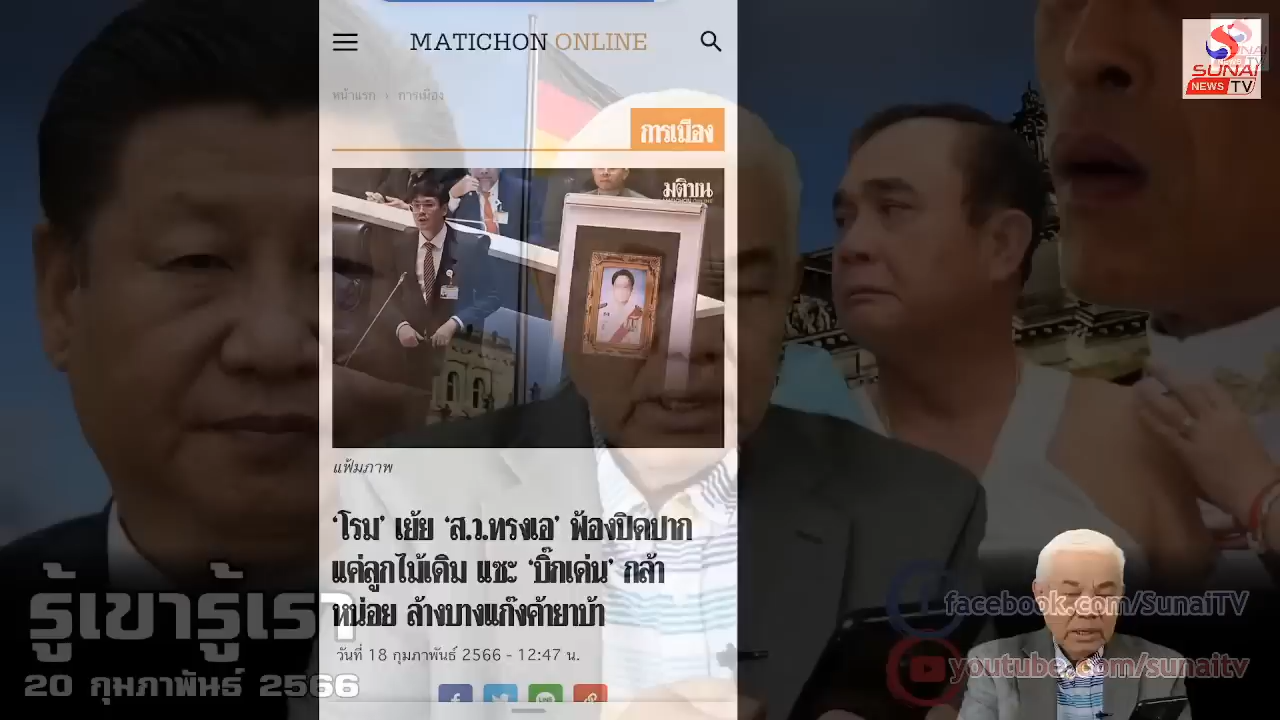 MATICHON ONLINE
SUNAI
NEWS TV
หน้าแรก › การเมือง
การเมือง
มติชน
MATICHON ONLINE
แฟ้มภาพ
‘โรม’ เย้ย ‘ส.ว.ทรงเอ’ ฟ้องปิดปาก
แค่ลูกไม้เดิม แซะ ‘บิ๊กเด่น’ กล้า
หน่อย ล้างบางแก๊งค้ายาบ้า
วันที่ 18 กุมภาพันธ์ 2566 - 12:47 น.
รู้เขารู้เรา
20 กุมภาพันธ์ 2566
facebook.com/SunaiTV
youtube.com/sunaitv